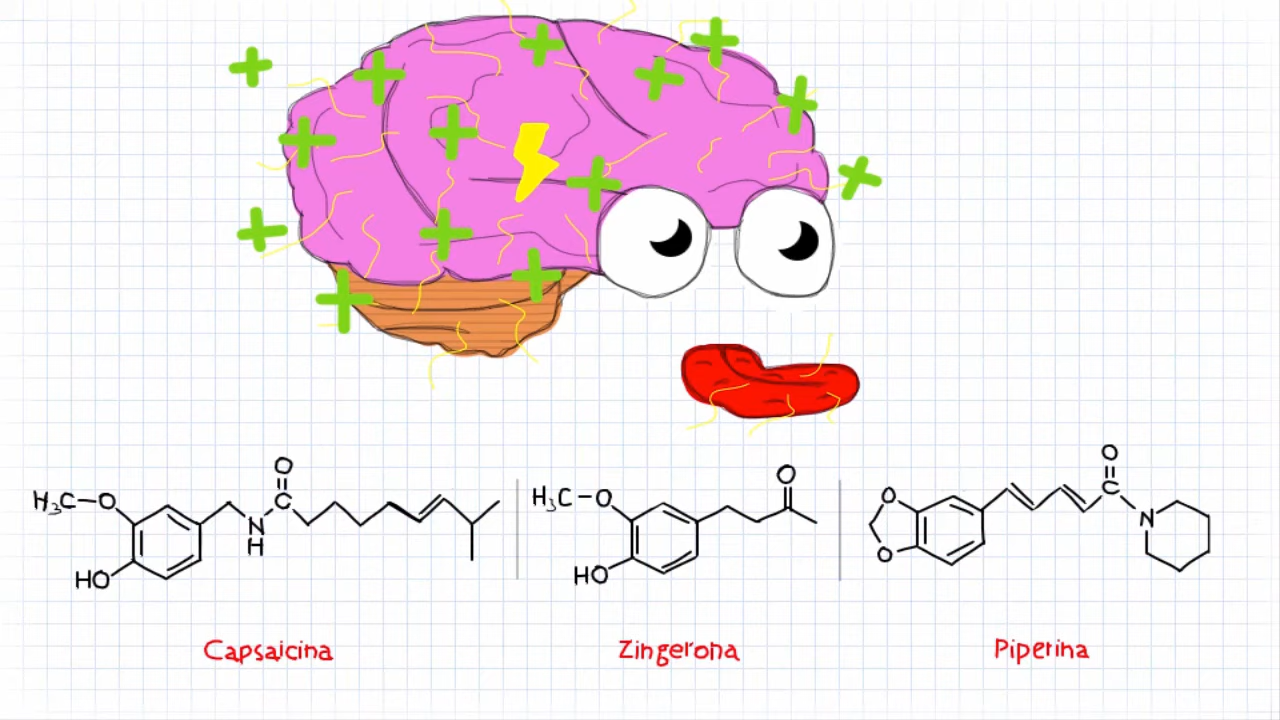 H₃C-O
HO
O
C
N
H
H₃C-O
HO
O
O
O
O
C
N
Capsaicina
Zingerona
Piperina